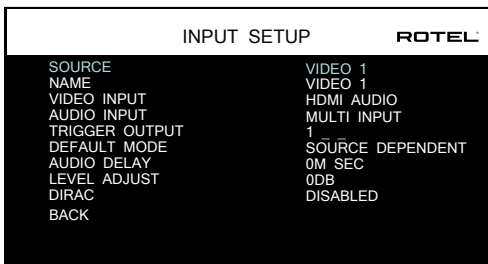 INPUT SETUP ROTEL
SOURCE VIDEO 1
NAME VIDEO 1
VIDEO INPUT HDMI AUDIO
AUDIO INPUT MULTI INPUT
TRIGGER OUTPUT 1 _ _
DEFAULT MODE SOURCE DEPENDENT
AUDIO DELAY 0M SEC
LEVEL ADJUST 0DB
DIRAC DISABLED
BACK